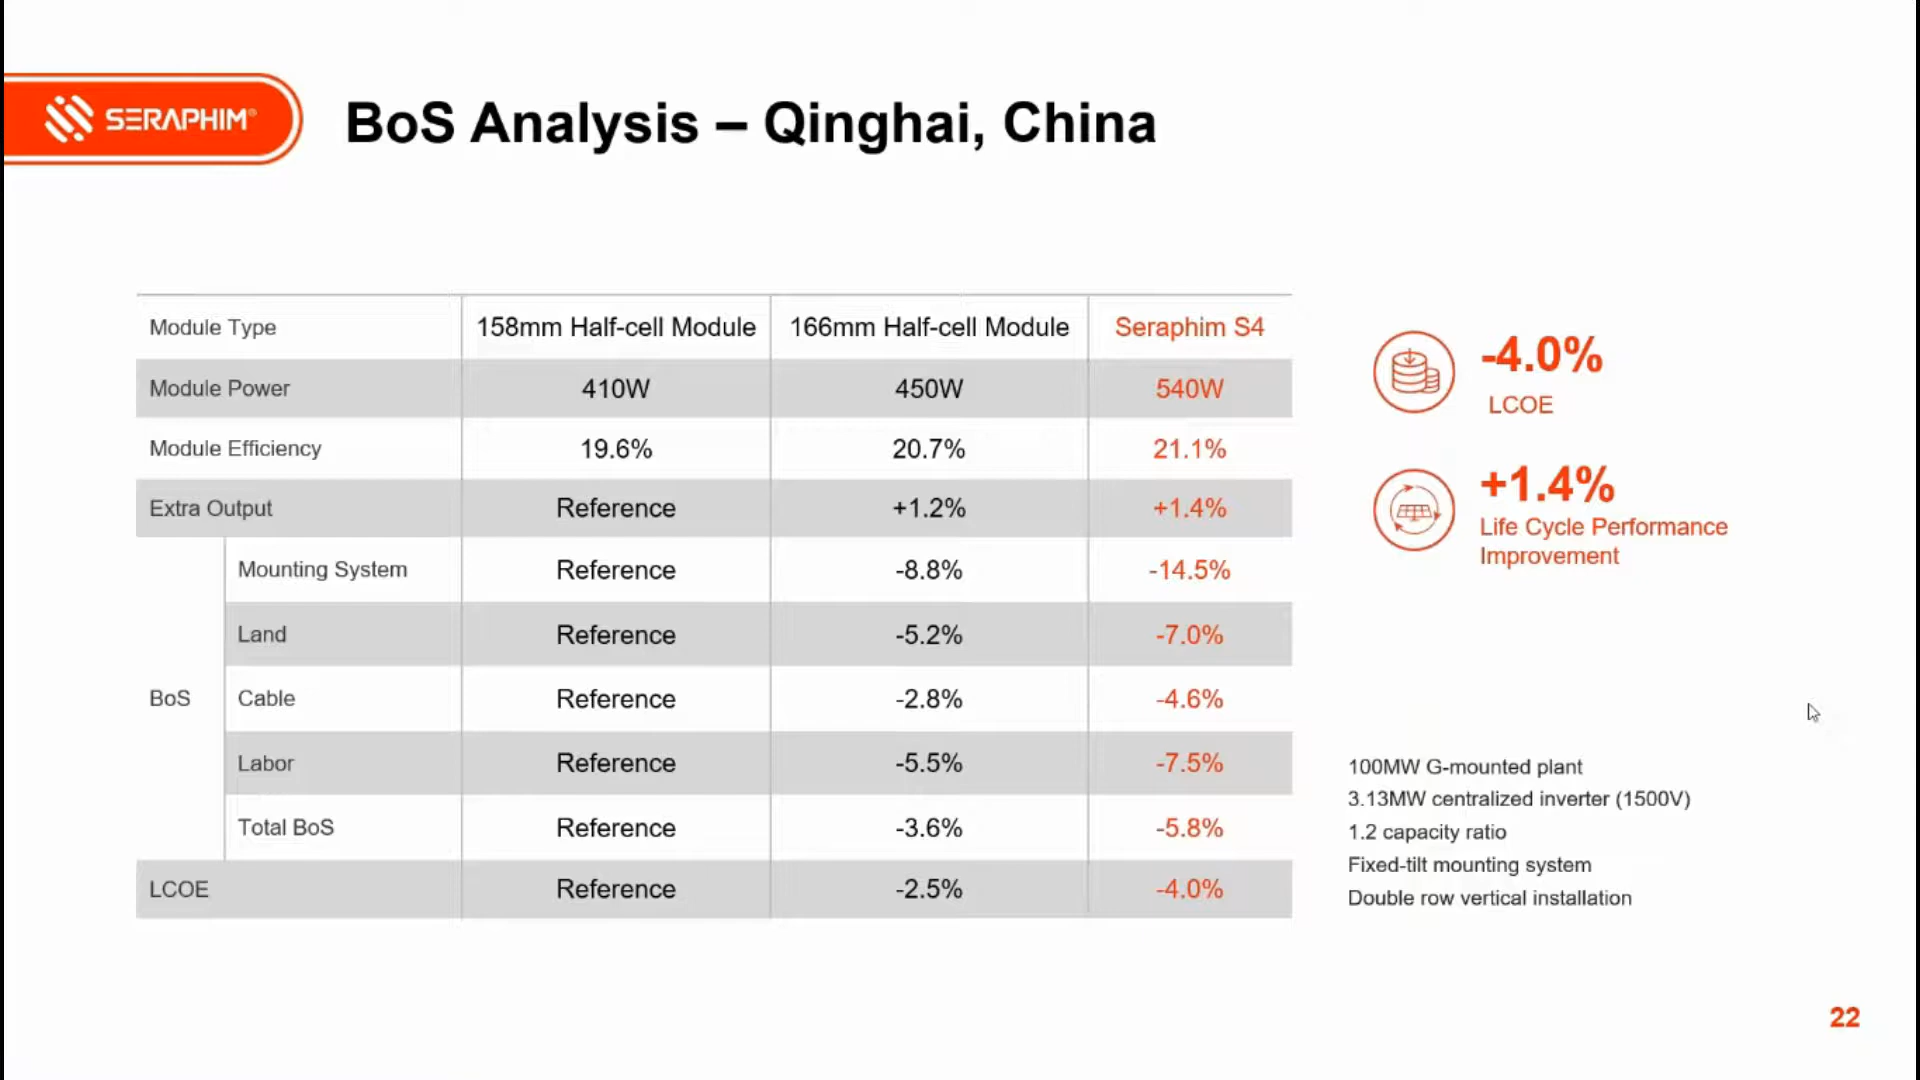 SERAPHIM®
BoS Analysis – Qinghai, China
Module Type 158mm Half-cell Module 166mm Half-cell Module Seraphim S4
Module Power 410W 450W 540W
Module Efficiency 19.6% 20.7% 21.1%
Extra Output Reference +1.2% +1.4%
Mounting System Reference -8.8% -14.5%
Land Reference -5.2% -7.0%
BoS Cable Reference -2.8% -4.6%
Labor Reference -5.5% -7.5%
Total BoS Reference -3.6% -5.8%
LCOE Reference -2.5% -4.0%
-4.0%
LCOE
+1.4%
Life Cycle Performance
Improvement
100MW G-mounted plant
3.13MW centralized inverter (1500V)
1.2 capacity ratio
Fixed-tilt mounting system
Double row vertical installation
22